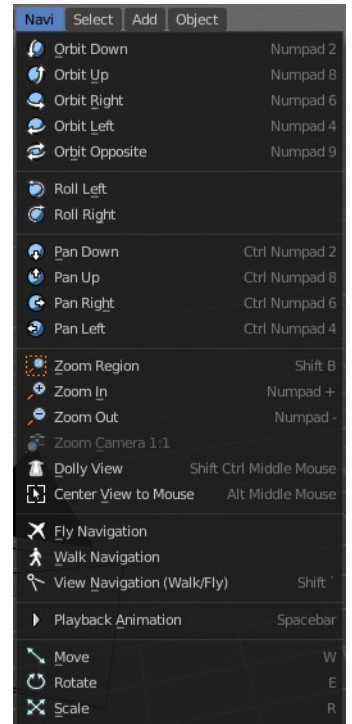 Navi Select Add Object
Orbit Down Numpad 2
Orbit Up Numpad 8
Orbit Right Numpad 6
Orbit Left Numpad 4
Orbit Opposite Numpad 9
Roll Left
Roll Right
Pan Down Ctrl Numpad 2
Pan Up Ctrl Numpad 8
Pan Right Ctrl Numpad 6
Pan Left Ctrl Numpad 4
Zoom Region Shift B
Zoom In Numpad +
Zoom Out Numpad -
Zoom Camera 1:1
Dolly View Shift Ctrl Middle Mouse
Center View to Mouse Alt Middle Mouse
Fly Navigation
Walk Navigation
View Navigation (Walk/Fly) Shift `
Playback Animation Spacebar
Move W
Rotate E
Scale R